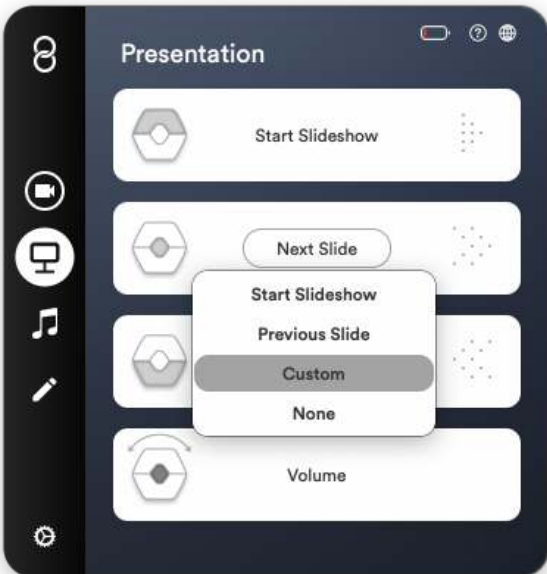 Presentation
Start Slideshow
Next Slide
Start Slideshow
Previous Slide
Custom
None
Volume